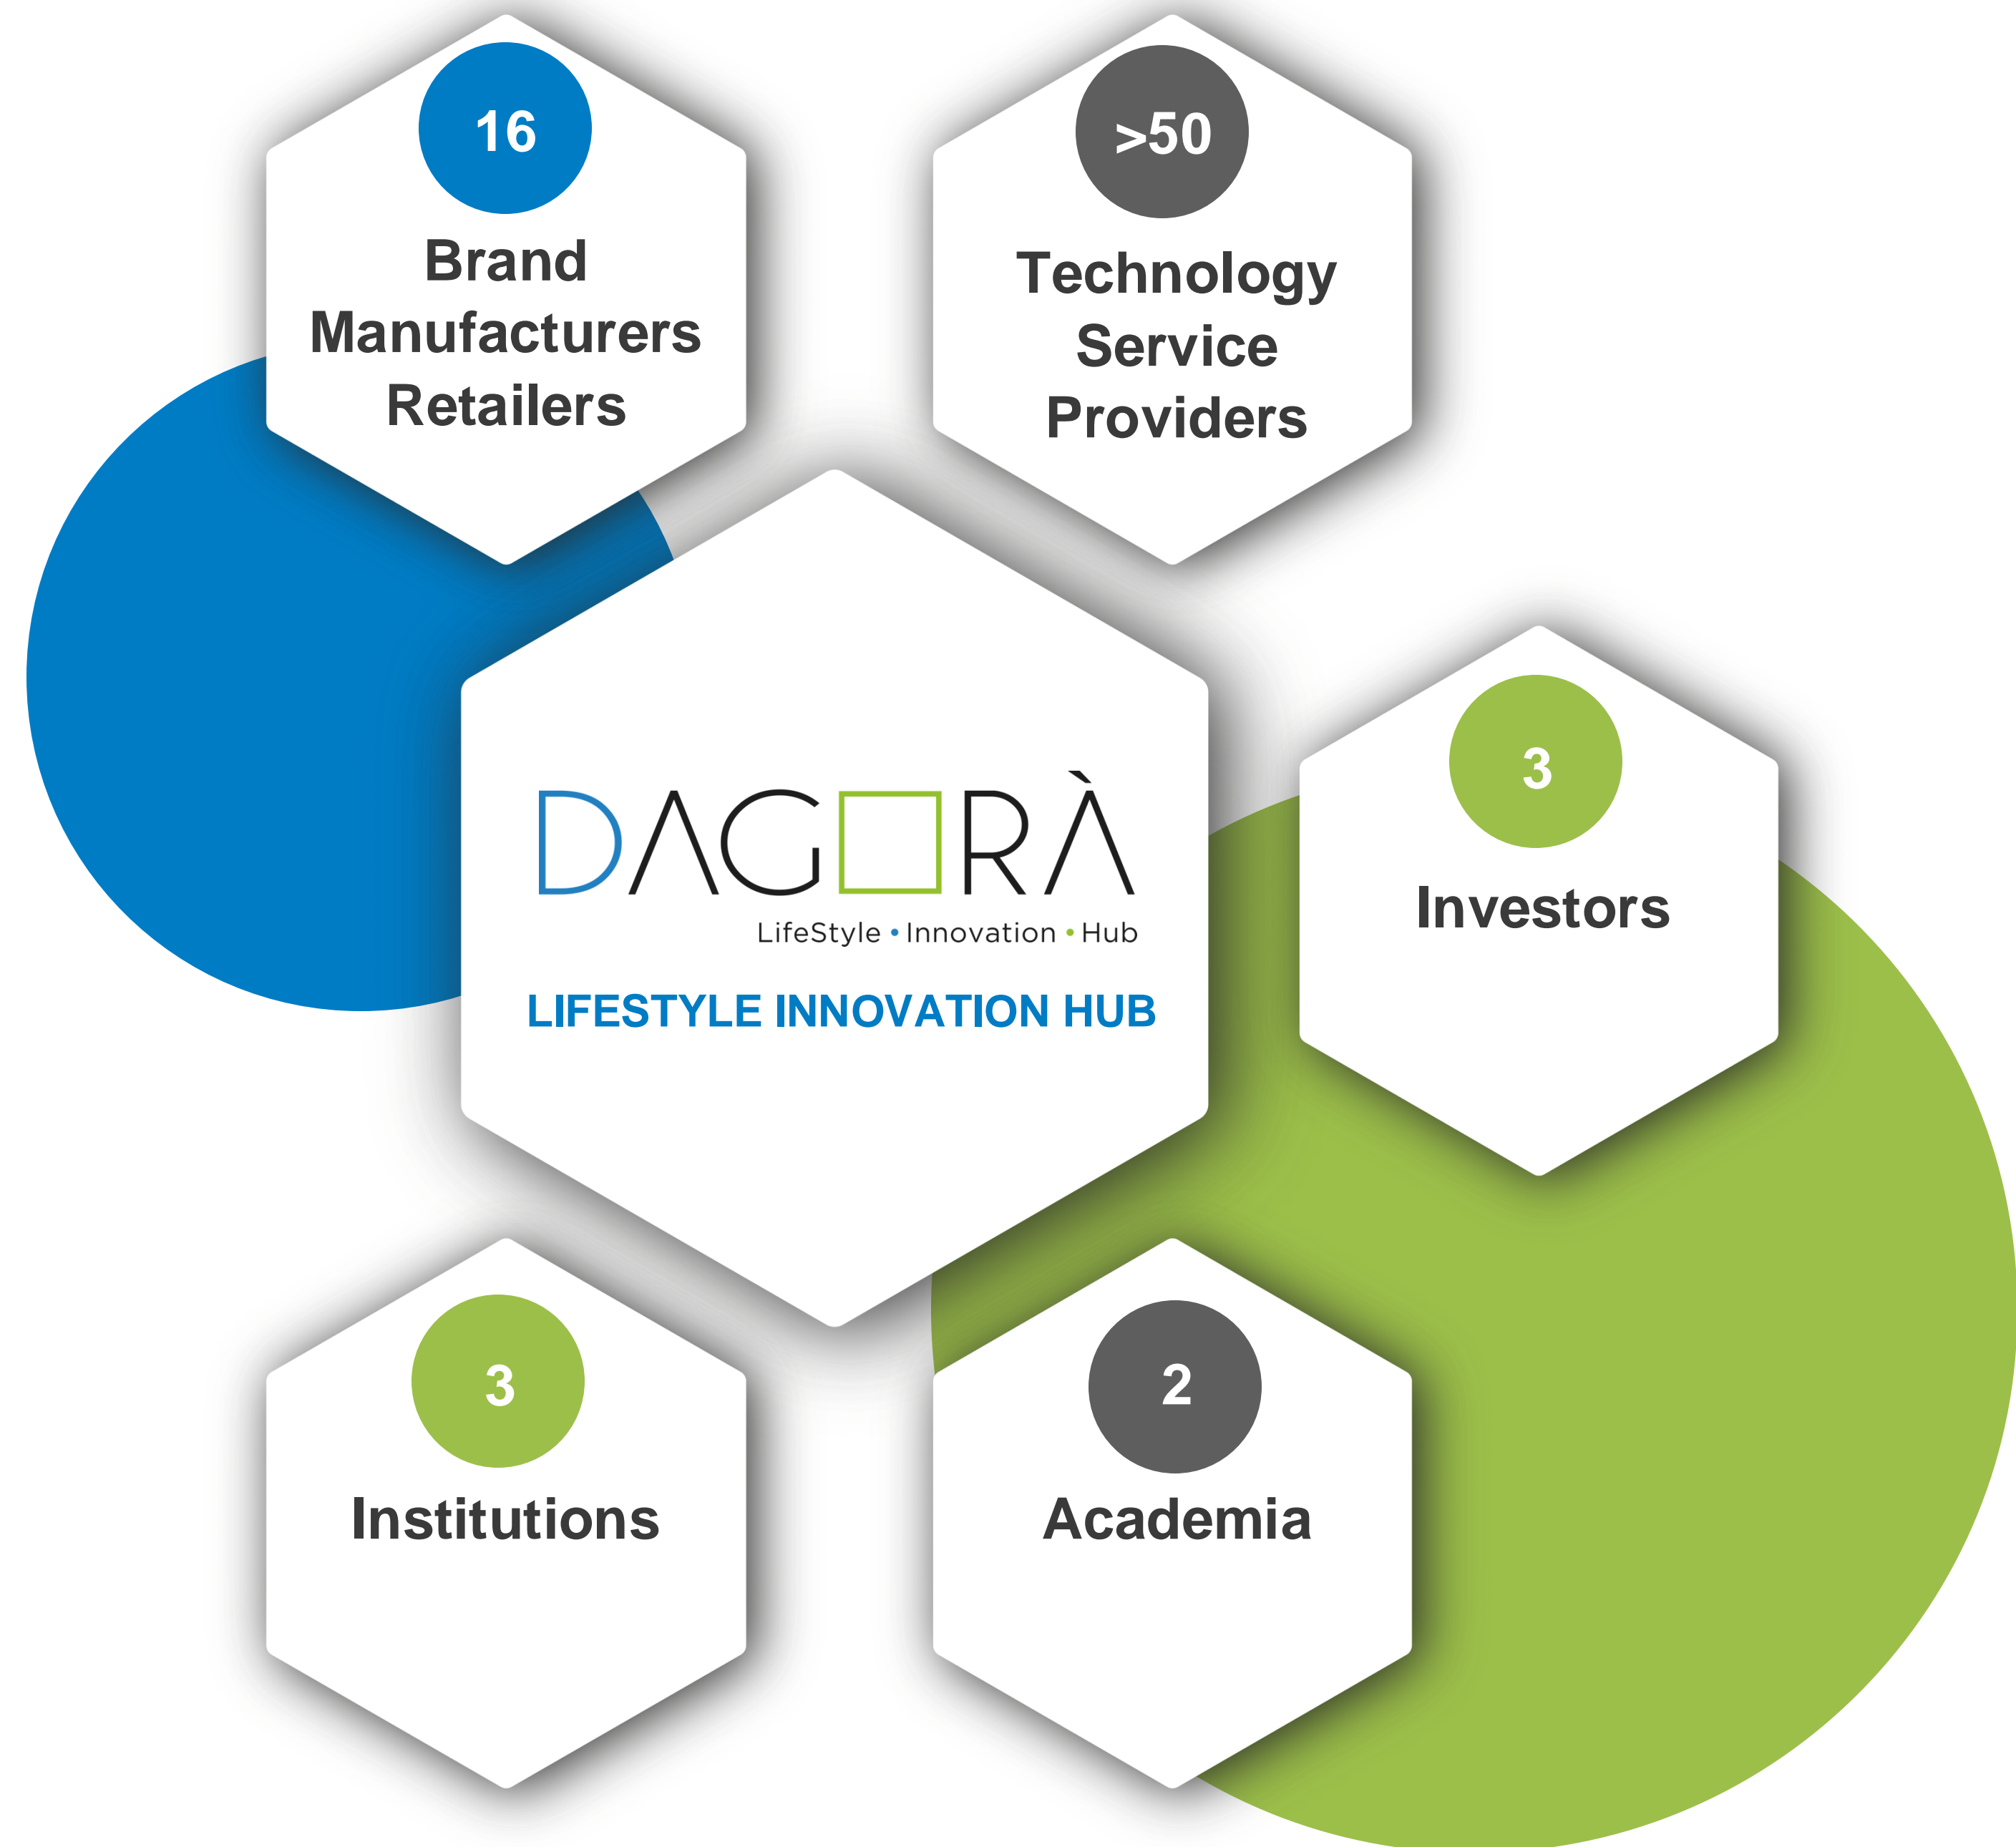 16
Brand
Manufacturers
Retailers
>50
Technology
Service
Providers
3
Investors
DAGORÀ
LifeStyle • Innovation • Hub
LIFESTYLE INNOVATION HUB
3
Institutions
2
Academia